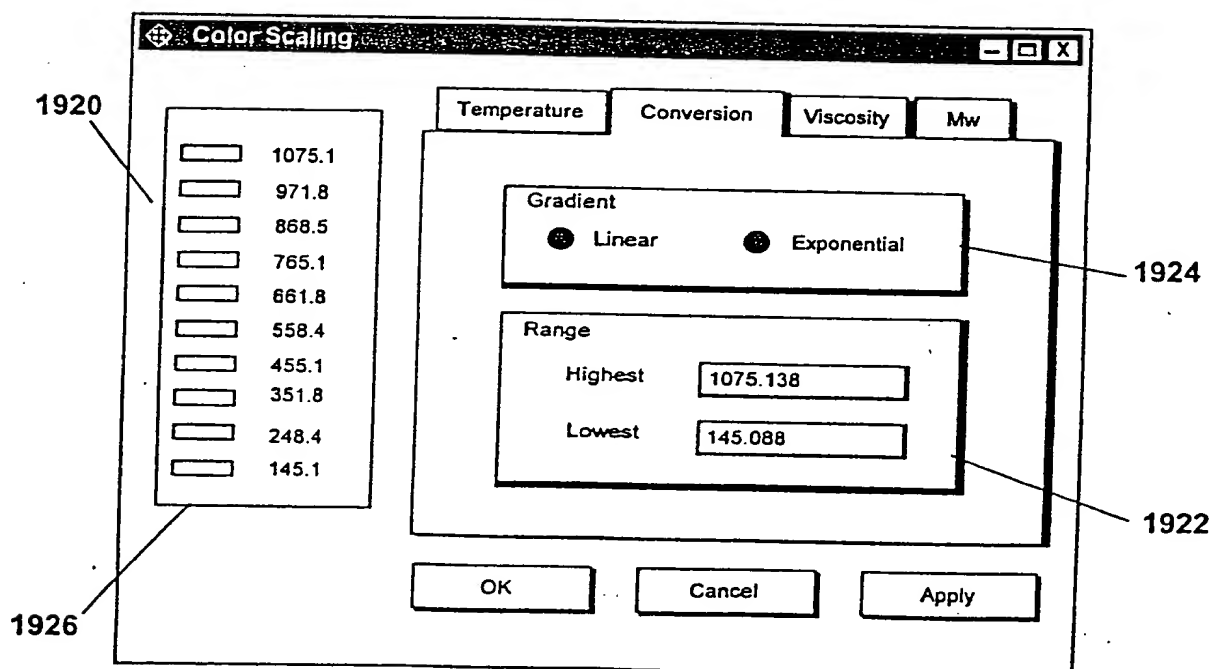 Color Scaling
1920
1075.1
971.8
868.5
765.1
661.8
558.4
455.1
351.8
248.4
145.1
1926
Temperature
Conversion
Viscosity
Mw
Gradient
Linear
Exponential
1924
Range
Highest
1075.138
Lowest
145.088
1922
OK
Cancel
Apply